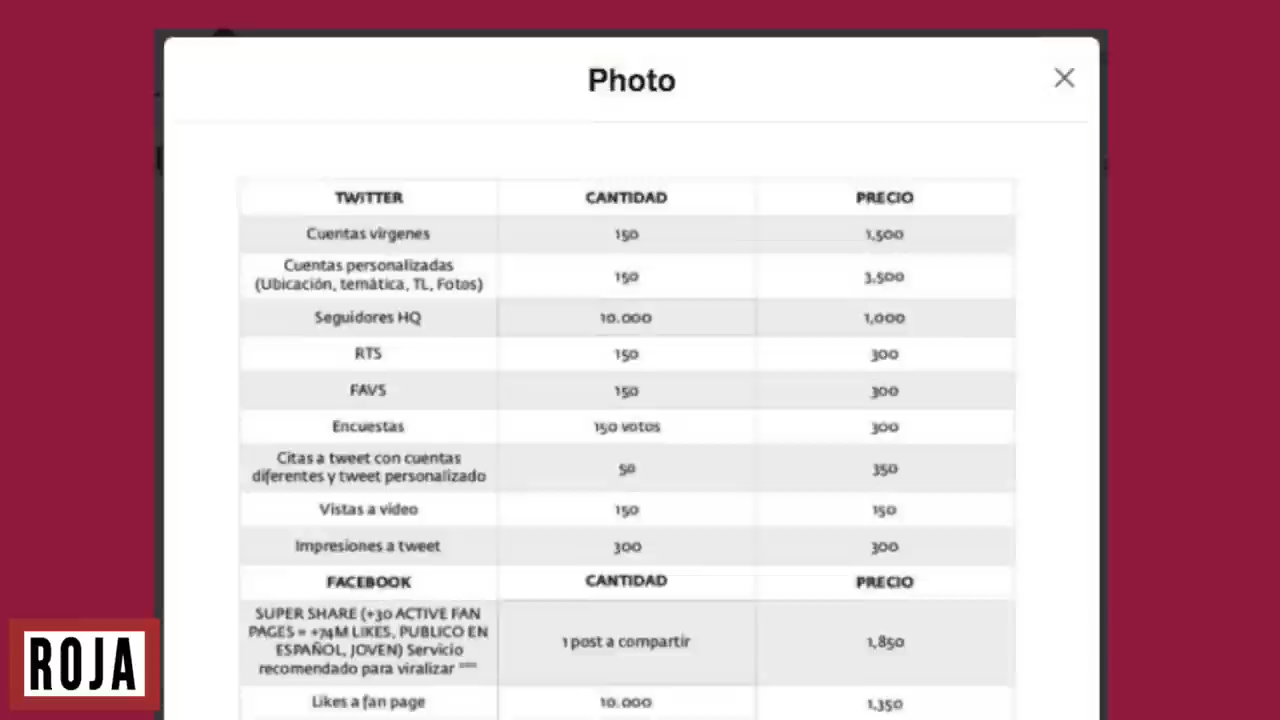 Photo
TWITTER CANTIDAD PRECIO
Cuentas vírgenes 150 1,500
Cuentas personalizadas
(Ubicación, temática, TL, Fotos) 150 3,500
Seguidores HQ 10.000 1,000
RTS 150 300
FAVS 150 300
Encuestas 150 votos 300
Citas a tweet con cuentas
diferentes y tweet personalizado 50 350
Vistas a video 150 150
Impresiones a tweet 300 300
FACEBOOK CANTIDAD PRECIO
SUPER SHARE (+30 ACTIVE FAN
PAGES = +74M LIKES, PUBLICO EN
ESPAÑOL, JOVEN) Servicio
recomendado para viralizar 1 post a compartir 1,850
Likes a fan page 10.000 1,350
ROJA